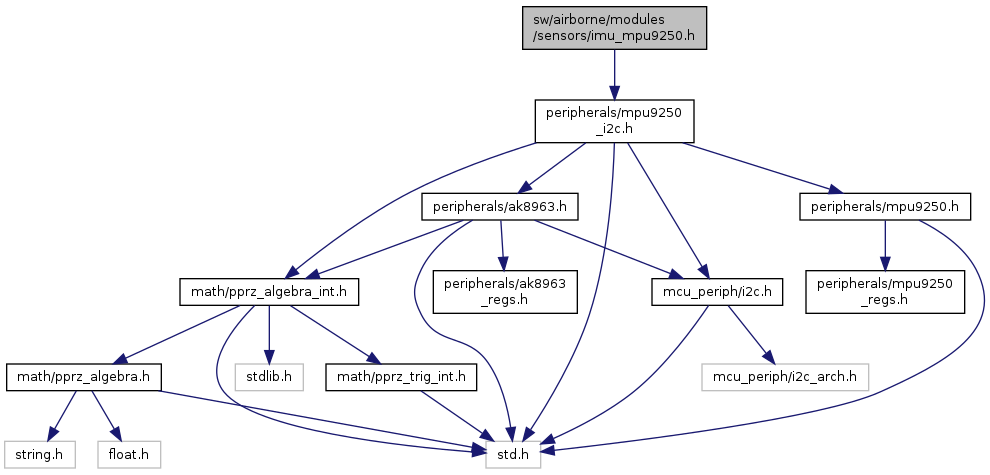 sw/airborne/modules
/sensors/imu_mpu9250.h
peripherals/mpu9250
_i2c.h
peripherals/ak8963.h
peripherals/mpu9250.h
math/pprz_algebra_int.h
peripherals/ak8963
_regs.h
mcu_periph/i2c.h
peripherals/mpu9250
_regs.h
math/pprz_algebra.h
stdlib.h
math/pprz_trig_int.h
mcu_periph/i2c_arch.h
string.h
float.h
std.h